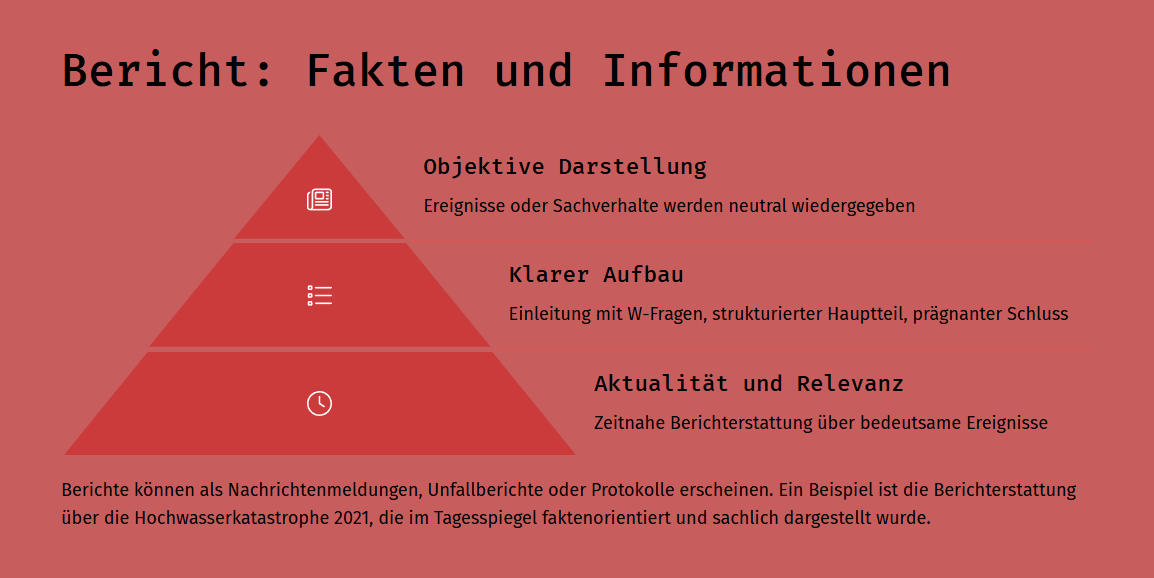 Bericht: Fakten und Informationen
Objektive Darstellung
Ereignisse oder Sachverhalte werden neutral wiedergegeben
Klarer Aufbau
Einleitung mit W-Fragen, strukturierter Hauptteil, prägnanter Schluss
Aktualität und Relevanz
Zeitnahe Berichterstattung über bedeutsame Ereignisse
Berichte können als Nachrichtenmeldungen, Unfallberichte oder Protokolle erscheinen. Ein Beispiel ist die Berichterstattung
über die Hochwasserkatastrophe 2021, die im Tagesspiegel faktenorientiert und sachlich dargestellt wurde.